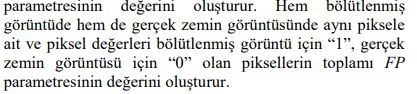 parametresinin değerini oluşturur. Hem bölütlenmiş
görüntüde hem de gerçek zemin görüntüsünde aynı piksele
ait ve piksel değerleri bölütlenmiş görüntü için “1”, gerçek
zemin görüntüsü için “0” olan piksellerin toplamı FP
parametresinin değerini oluşturur.